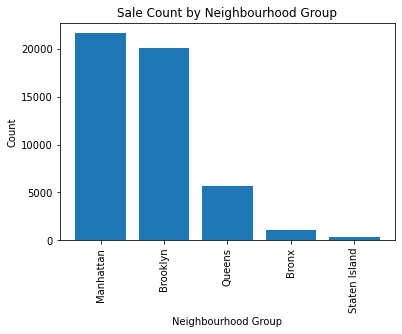 Sale Count by Neighbourhood Group
Count
20000
15000
10000
5000
0
Manhattan
Brooklyn
Queens
Bronx
Staten Island
Neighbourhood Group